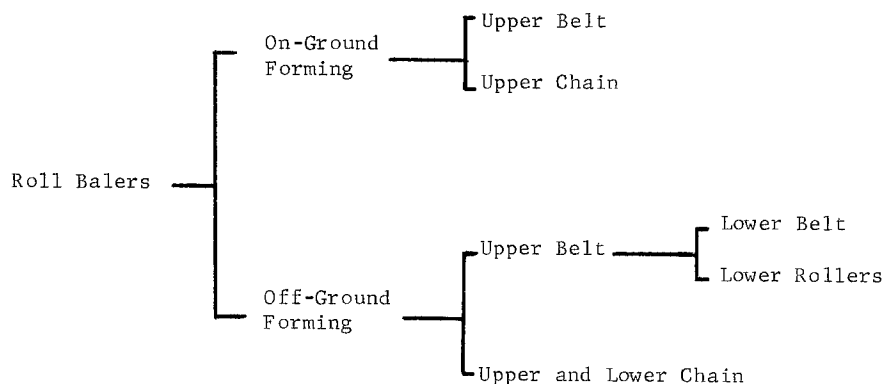 Upper Belt
On-Ground
Forming
Upper Chain
Roll Balers
Lower Belt
Upper Belt
Lower Rollers
Off-Ground
Forming
Upper and Lower Chain